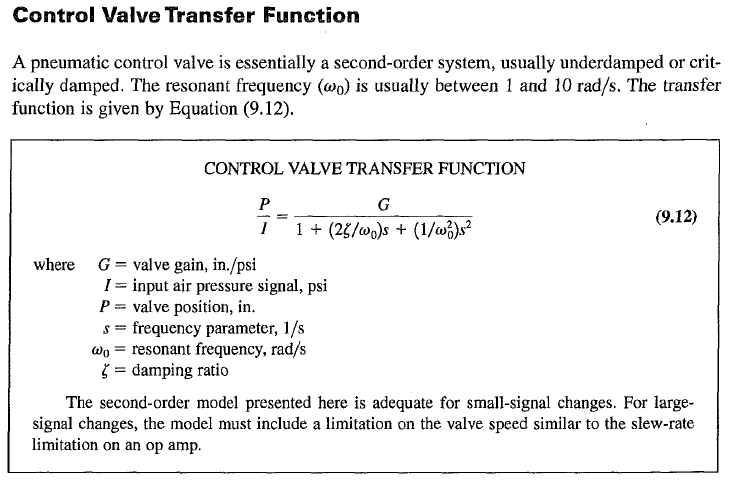 Control Valve Transfer Function
A pneumatic control valve is essentially a second-order system, usually underdamped or crit-
ically damped. The resonant frequency (ω₀) is usually between 1 and 10 rad/s. The transfer
function is given by Equation (9.12).
CONTROL VALVE TRANSFER FUNCTION
P/I = G/(1 + (2ζ/ω₀)s + (1/ω₀²)s²) (9.12)
where G = valve gain, in./psi
I = input air pressure signal, psi
P = valve position, in.
s = frequency parameter, 1/s
ω₀ = resonant frequency, rad/s
ζ = damping ratio
The second-order model presented here is adequate for small-signal changes. For large-
signal changes, the model must include a limitation on the valve speed similar to the slew-rate
limitation on an op amp.